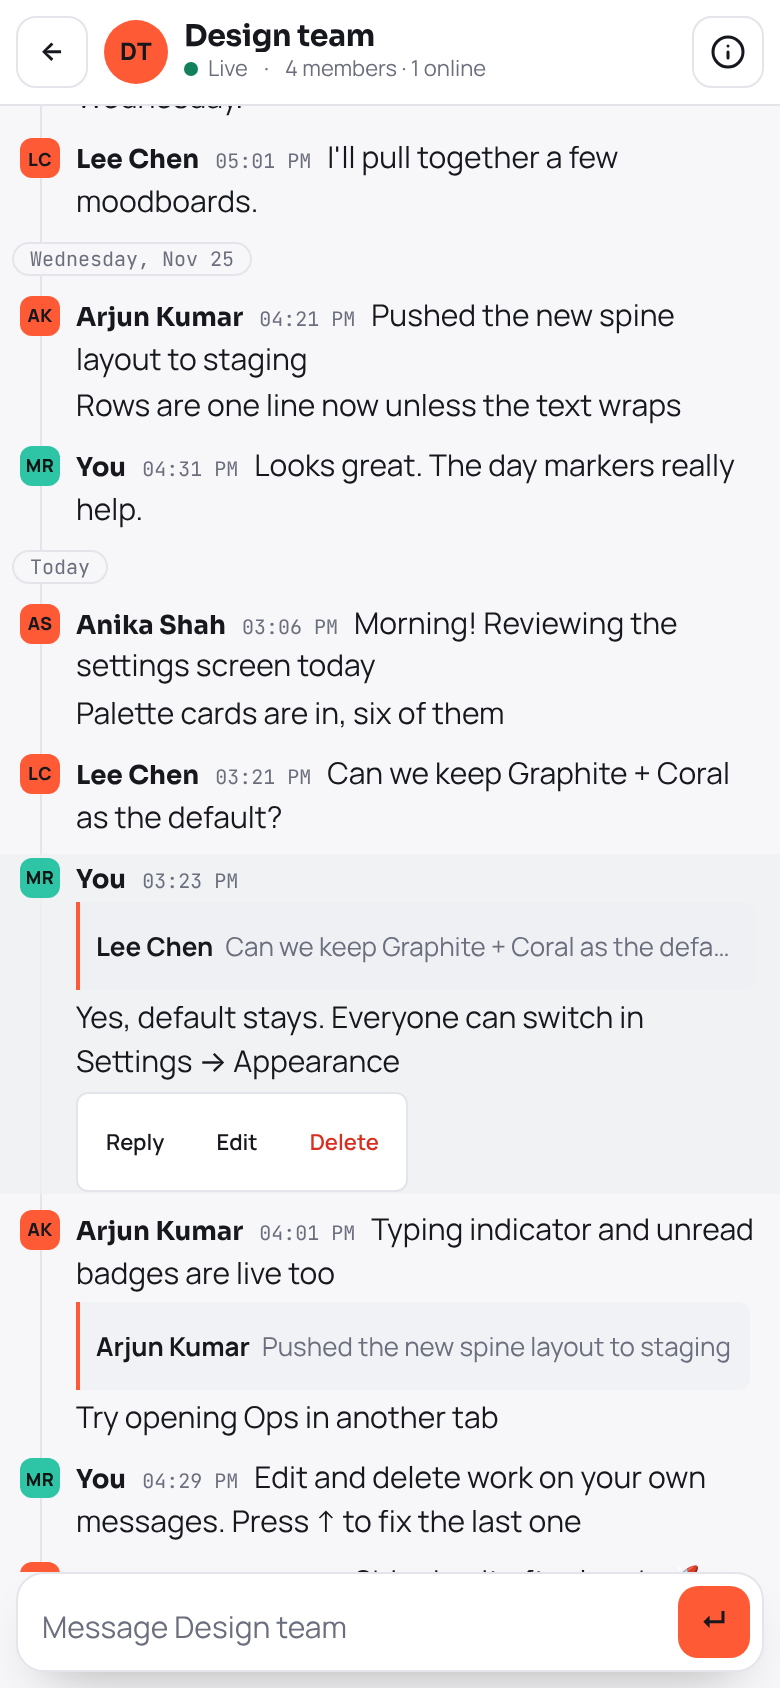 DT
Design team
Live · 4 members · 1 online
Wednesday.
LC Lee Chen 05:01 PM I'll pull together a few
moodboards.
Wednesday, Nov 25
AK Arjun Kumar 04:21 PM Pushed the new spine
layout to staging
Rows are one line now unless the text wraps
MR You 04:31 PM Looks great. The day markers really
help.
Today
AS Anika Shah 03:06 PM Morning! Reviewing the
settings screen today
Palette cards are in, six of them
LC Lee Chen 03:21 PM Can we keep Graphite + Coral
as the default?
MR You 03:23 PM
Lee Chen Can we keep Graphite + Coral as the defa...
Yes, default stays. Everyone can switch in
Settings → Appearance
Reply Edit Delete
AK Arjun Kumar 04:01 PM Typing indicator and unread
badges are live too
Arjun Kumar Pushed the new spine layout to staging
Try opening Ops in another tab
MR You 04:29 PM Edit and delete work on your own
messages. Press ↑ to fix the last one
Message Design team